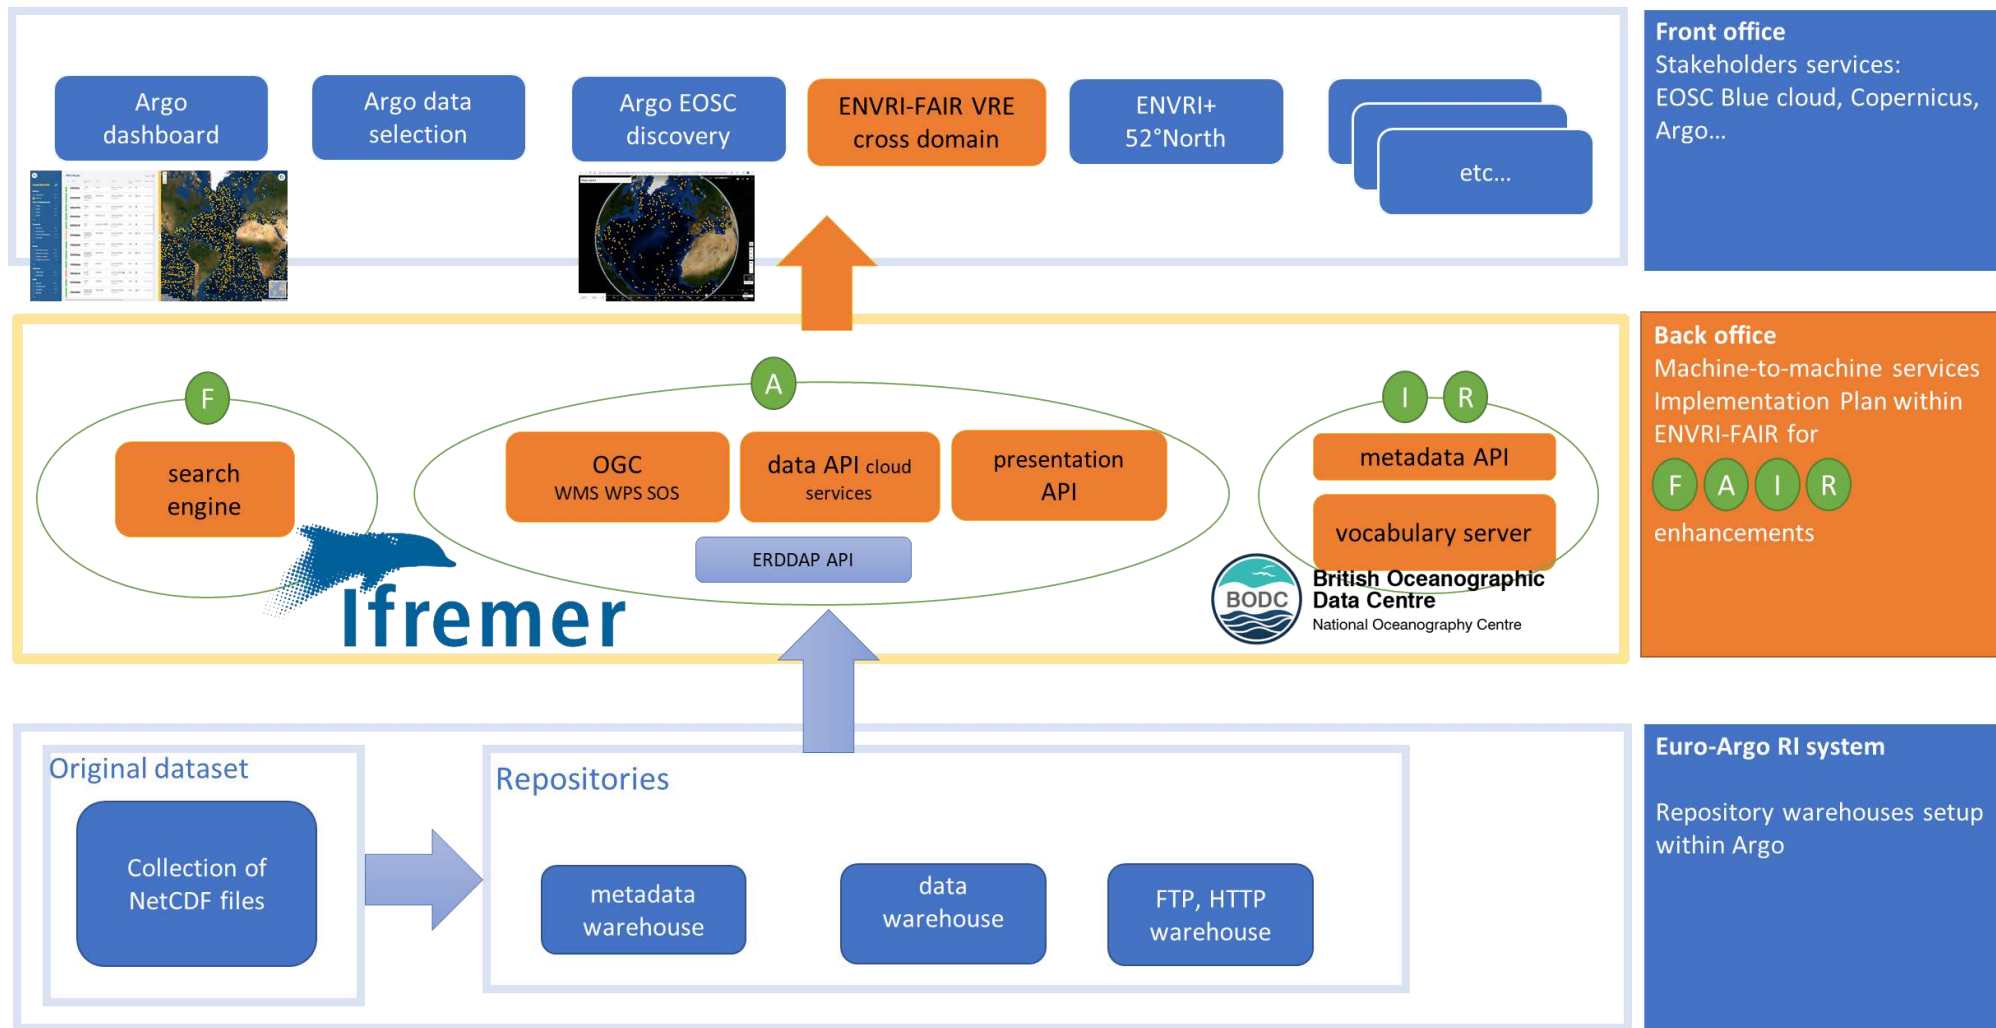 Front office
Stakeholders services:
EOSC Blue cloud, Copernicus,
Argo...
Argo
dashboard
Argo data
selection
Argo EOSC
discovery
ENVRI-FAIR VRE
cross domain
ENVRI+
52°North
etc...
Back office
Machine-to-machine services
Implementation Plan within
ENVRI-FAIR for
F A I R
enhancements
F
search
engine
A
OGC
WMS WPS SOS
data API cloud
services
presentation
API
ERDDAP API
I R
metadata API
vocabulary server
Ifremer
BODC
British Oceanographic
Data Centre
National Oceanography Centre
Euro-Argo RI system
Repository warehouses setup
within Argo
Original dataset
Collection of
NetCDF files
Repositories
metadata
warehouse
data
warehouse
FTP, HTTP
warehouse